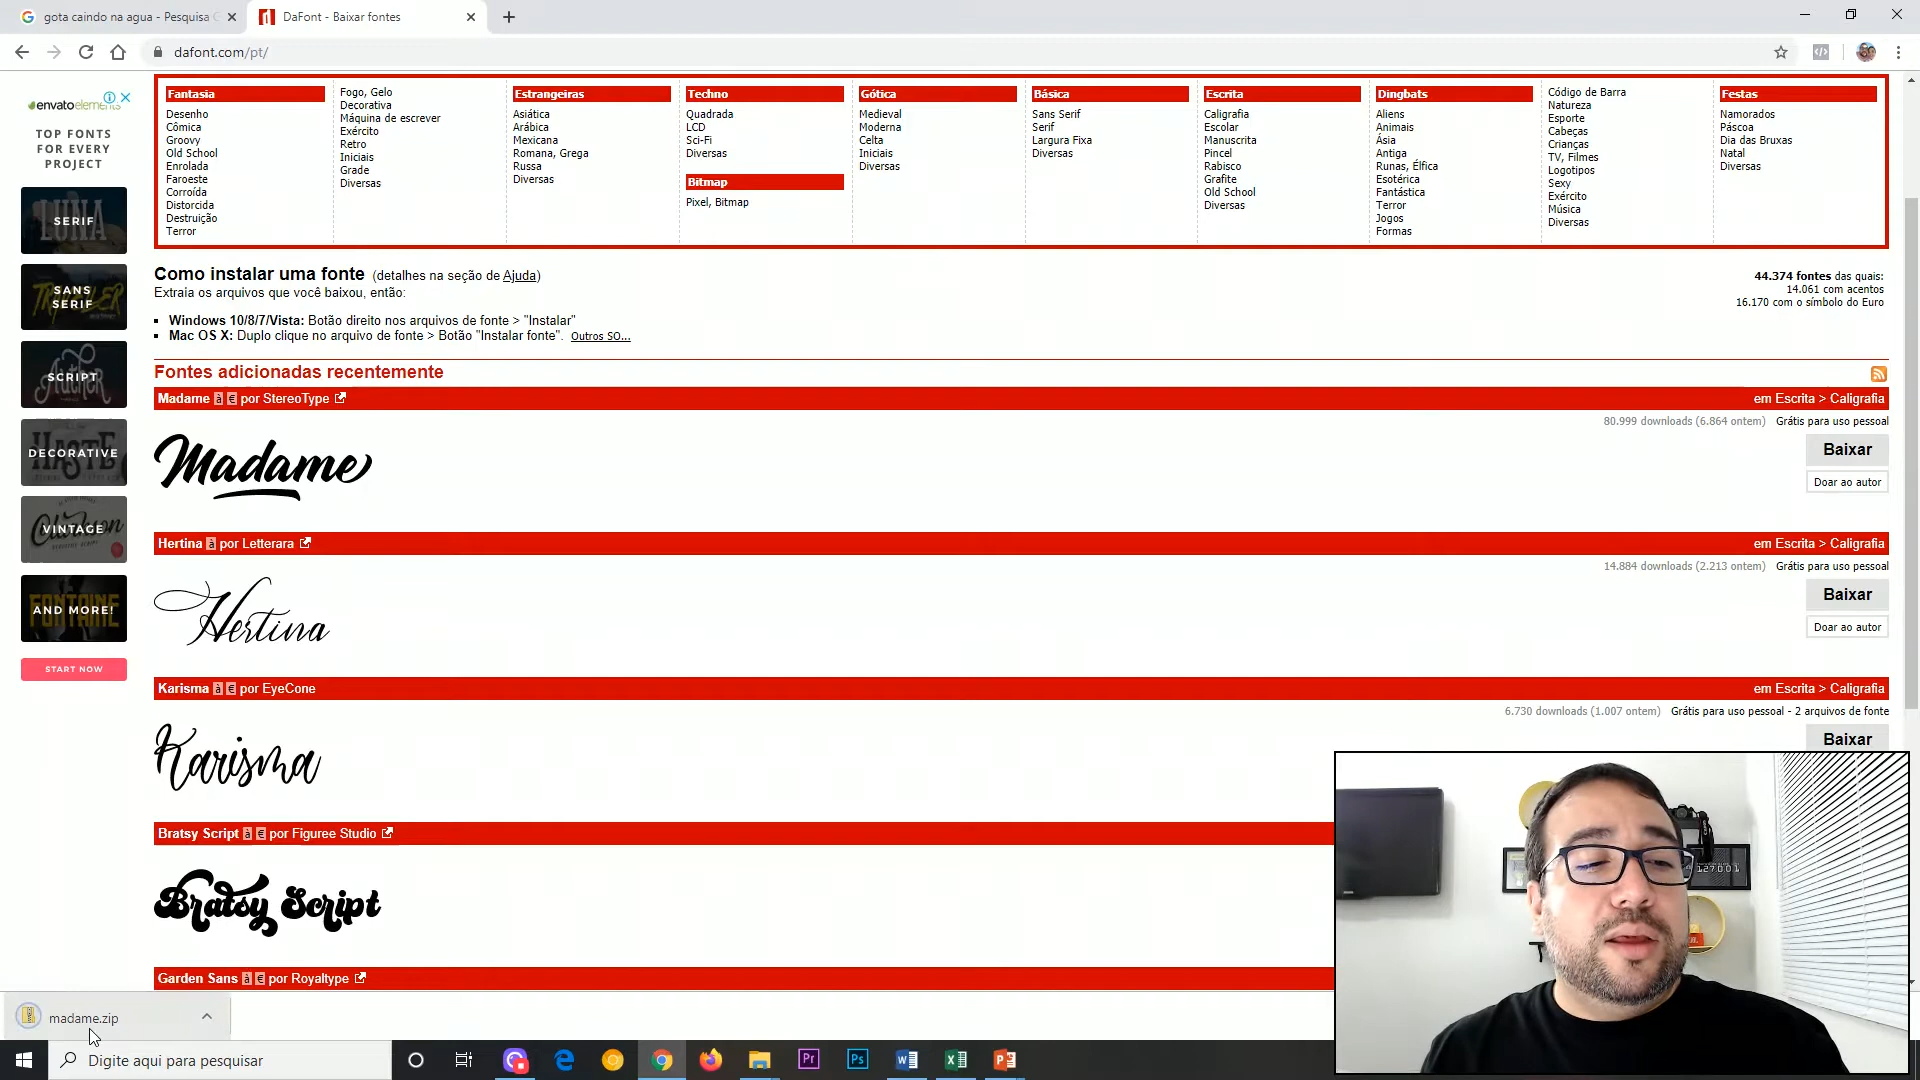 gota caindo na agua - Pesquisa G
DaFont - Baixar fontes
dafont.com/pt/
envatoelements
TOP FONTS
FOR EVERY
PROJECT
SERIF
SANS
SERIF
SCRIPT
DECORATIVE
VINTAGE
AND MORE!
START NOW
Fantasia
Desenho
Cômica
Groovy
Old School
Enrolada
Faroeste
Corroída
Distorcida
Destruição
Terror
Fogo, Gelo
Decorativa
Máquina de escrever
Exército
Retro
Iniciais
Grade
Diversas
Estrangeiras
Asiática
Arábica
Mexicana
Romana, Grega
Russa
Diversas
Techno
Quadrada
LCD
Sci-Fi
Diversas
Bitmap
Pixel, Bitmap
Gótica
Medieval
Moderna
Celta
Iniciais
Diversas
Básica
Sans Serif
Serif
Largura Fixa
Diversas
Escrita
Caligrafia
Escolar
Manuscrita
Pincel
Rabisco
Grafite
Old School
Diversas
Dingbats
Aliens
Animais
Ásia
Antiga
Runas, Élfica
Esotérica
Fantástica
Terror
Jogos
Formas
Código de Barra
Natureza
Esporte
Cabeças
Crianças
TV, Filmes
Logotipos
Sexy
Exército
Música
Diversas
Festas
Namorados
Páscoa
Dia das Bruxas
Natal
Diversas
Como instalar uma fonte (detalhes na seção de Ajuda)
Extraia os arquivos que você baixou, então:
Windows 10/8/7/Vista: Botão direito nos arquivos de fonte > "Instalar"
Mac OS X: Duplo clique no arquivo de fonte > Botão "Instalar fonte". Outros SO...
44.374 fontes das quais:
14.061 com acentos
16.170 com o símbolo do Euro
Fontes adicionadas recentemente
Madame à € por StereoType em Escrita > Caligrafia
80.999 downloads (6.864 ontem) Grátis para uso pessoal
Madame
Baixar
Doar ao autor
Hertina à por Letterara em Escrita > Caligrafia
14.884 downloads (2.213 ontem) Grátis para uso pessoal
Hertina
Baixar
Doar ao autor
Karisma à € por EyeCone em Escrita > Caligrafia
6.730 downloads (1.007 ontem) Grátis para uso pessoal - 2 arquivos de fonte
Karisma
Baixar
Bratsy Script à € por Figuree Studio
Bratsy Script
Garden Sans à € por Royaltype
127.0.0.1
madame.zip
Digite aqui para pesquisar
Pr
Ps